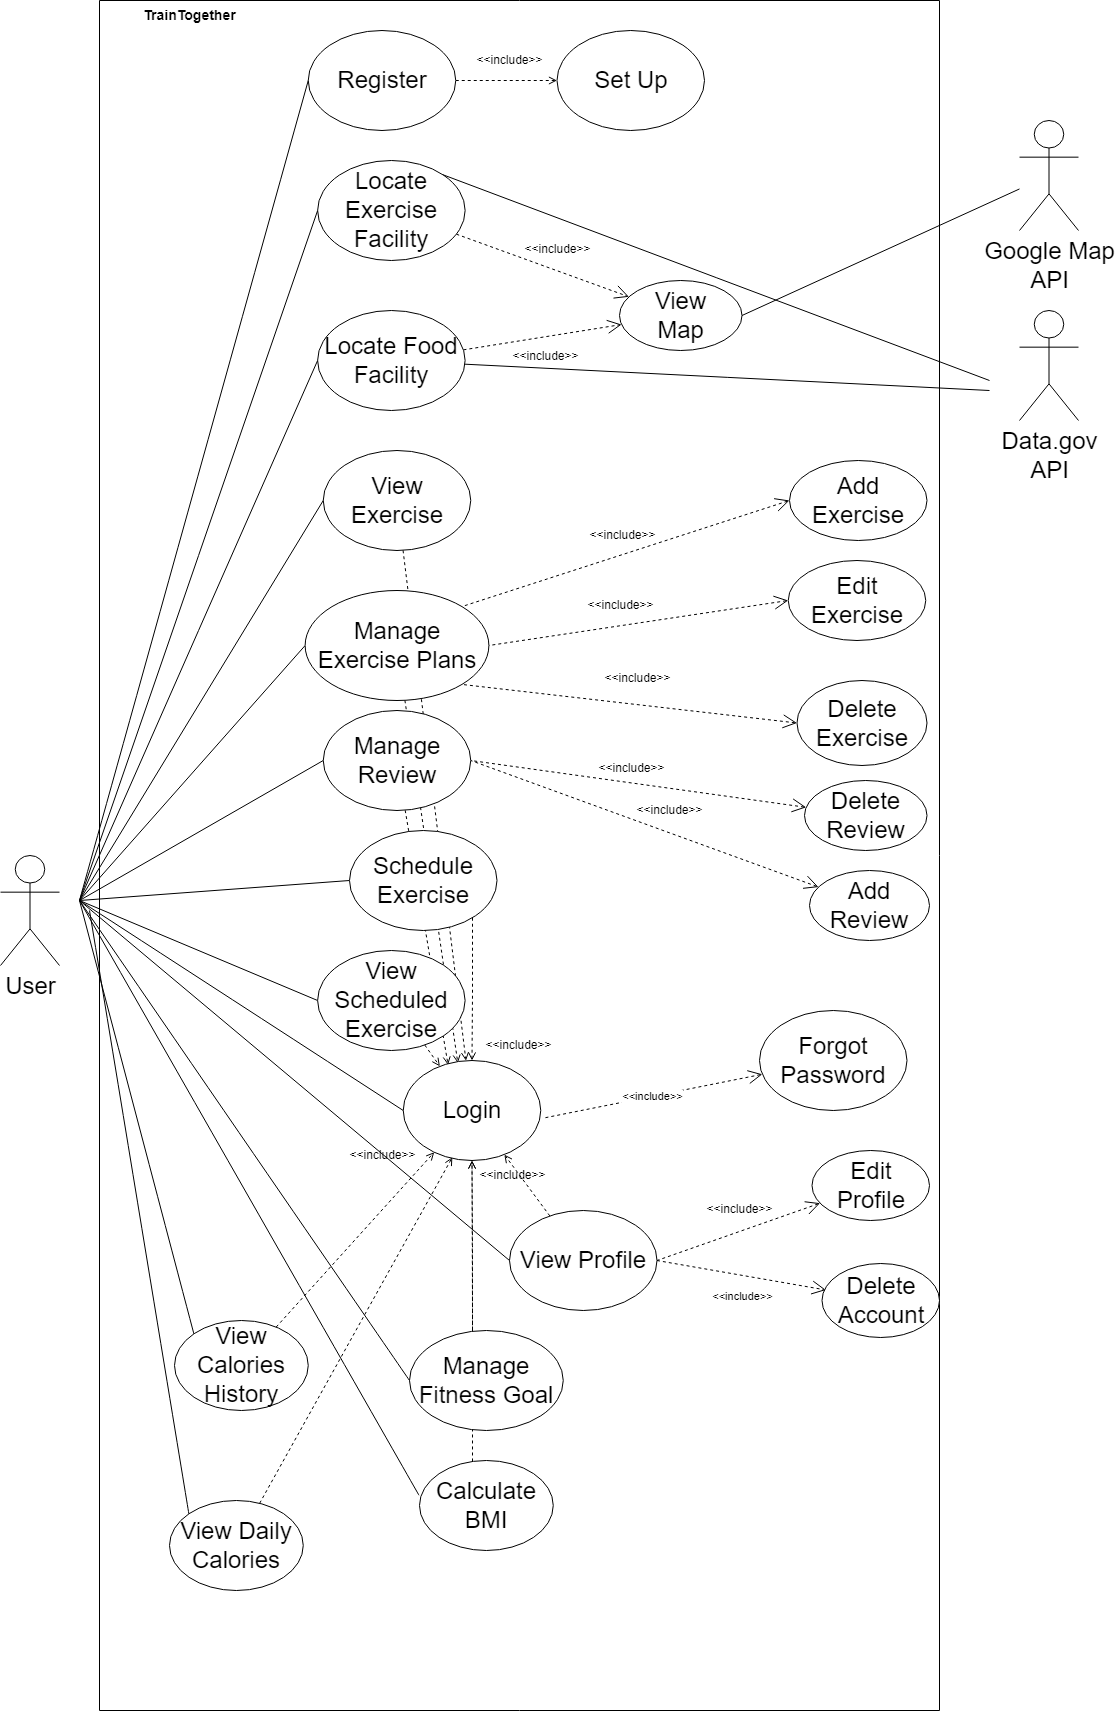 TrainTogether
Register
<<include>>
Set Up
Locate
Exercise
Facility
<<include>>
View
Map
Google Map
API
Locate Food
Facility
<<include>>
Data.gov
API
View
Exercise
Add
Exercise
<<include>>
Edit
Exercise
<<include>>
Manage
Exercise Plans
<<include>>
Delete
Exercise
Manage
Review
<<include>>
Delete
Review
<<include>>
Schedule
Exercise
Add
Review
User
View
Scheduled
Exercise
<<include>>
Forgot
Password
Login
<<include>>
<<include>>
<<include>>
Edit
Profile
<<include>>
View Profile
<<include>>
Delete
Account
View
Calories
History
Manage
Fitness Goal
Calculate
BMI
View Daily
Calories